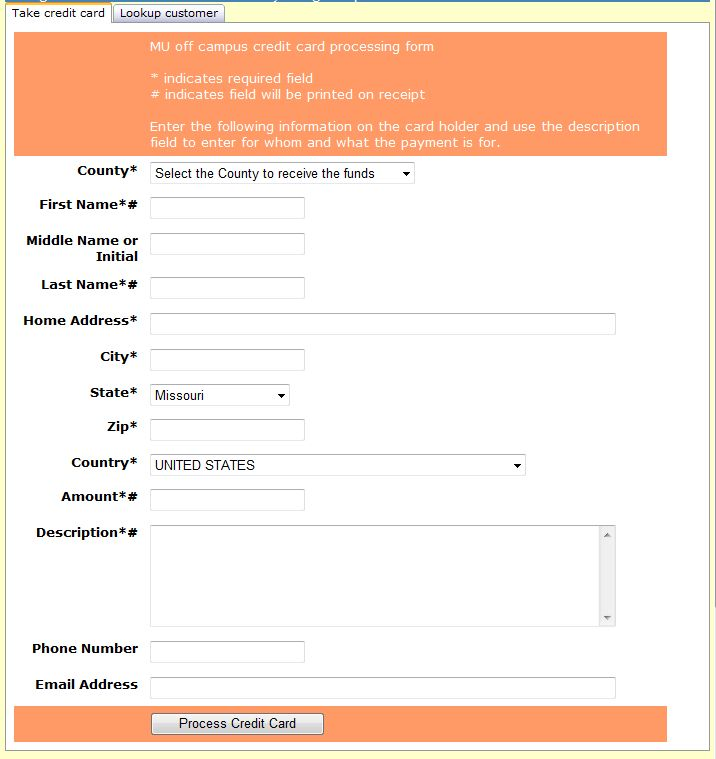 Take credit card
Lookup customer
MU off campus credit card processing form
* indicates required field
# indicates field will be printed on receipt
Enter the following information on the card holder and use the description
field to enter for whom and what the payment is for.
County*
Select the County to receive the funds
First Name*#
Middle Name or
Initial
Last Name*#
Home Address*
City*
State*
Missouri
Zip*
Country*
UNITED STATES
Amount*#
Description*#
Phone Number
Email Address
Process Credit Card